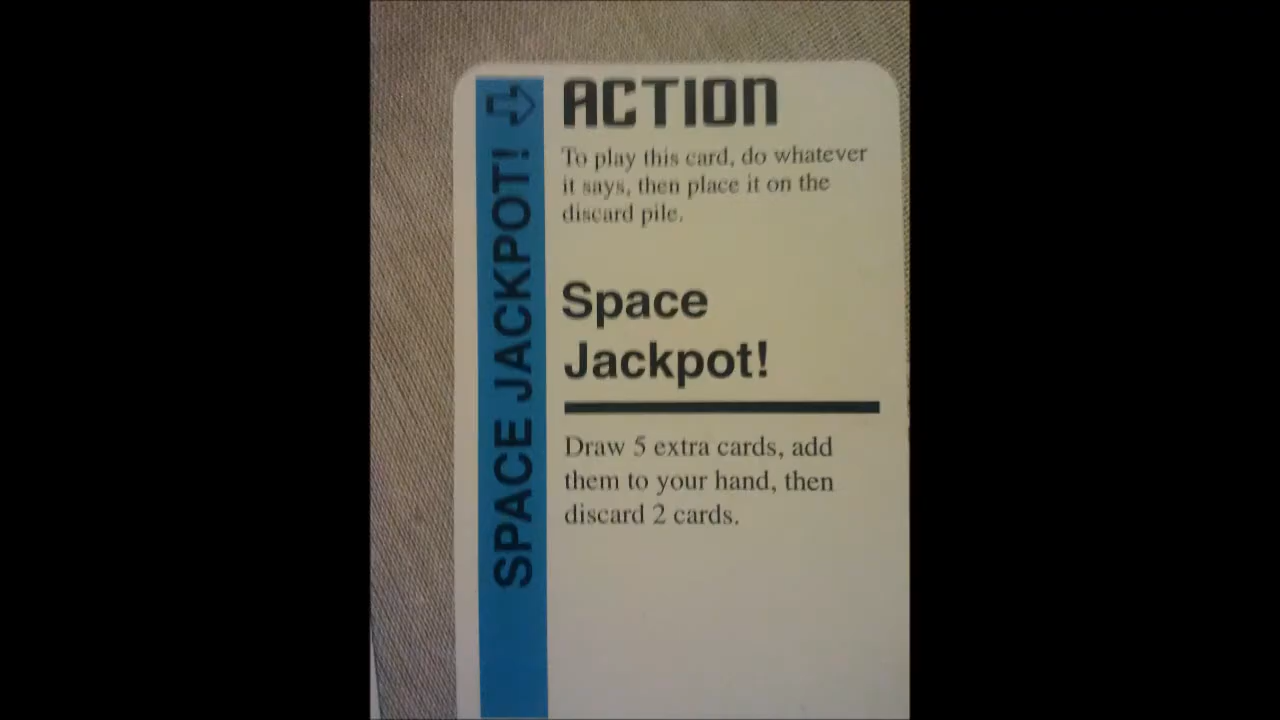 SPACE JACKPOT!
ACTION
To play this card, do whatever
it says, then place it on the
discard pile.
Space
Jackpot!
Draw 5 extra cards, add
them to your hand, then
discard 2 cards.